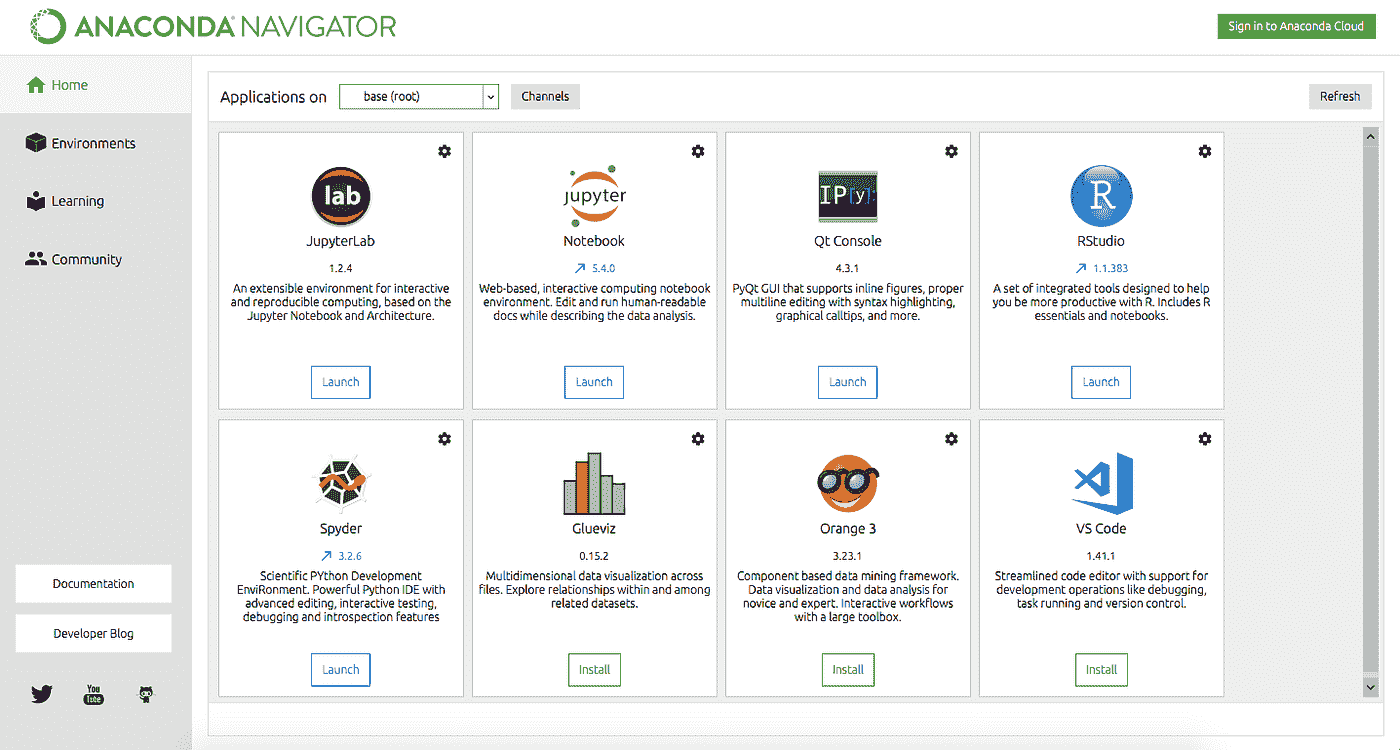 ANACONDA NAVIGATOR
Sign in to Anaconda Cloud
Home
Environments
Learning
Community
Documentation
Developer Blog
You
Tube
Applications on
base (root)
Channels
Refresh
lab
JupyterLab
1.2.4
An extensible environment for interactive
and reproducible computing, based on the
Jupyter Notebook and Architecture.
Launch
jupyter
Notebook
5.4.0
Web-based, interactive computing notebook
environment. Edit and run human-readable
docs while describing the data analysis.
Launch
IP[y]:
Qt Console
4.3.1
PyQt GUI that supports inline figures, proper
multiline editing with syntax highlighting,
graphical calltips, and more.
Launch
R
RStudio
1.1.383
A set of integrated tools designed to help
you be more productive with R. Includes R
essentials and notebooks.
Launch
Spyder
3.2.6
Scientific PYthon Development
EnviRonment. Powerful Python IDE with
advanced editing, interactive testing,
debugging and introspection features
Launch
Glueviz
0.15.2
Multidimensional data visualization across
files. Explore relationships within and among
related datasets.
Install
Orange 3
3.23.1
Component based data mining framework.
Data visualization and data analysis for
novice and expert. Interactive workflows
with a large toolbox.
Install
VS Code
1.41.1
Streamlined code editor with support for
development operations like debugging,
task running and version control.
Install